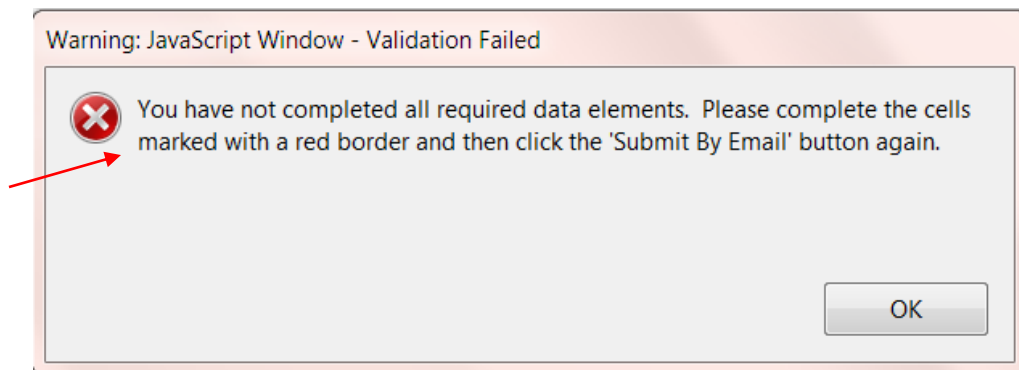 Warning: JavaScript Window - Validation Failed
You have not completed all required data elements.  Please complete the cells
marked with a red border and then click the 'Submit By Email' button again.
OK